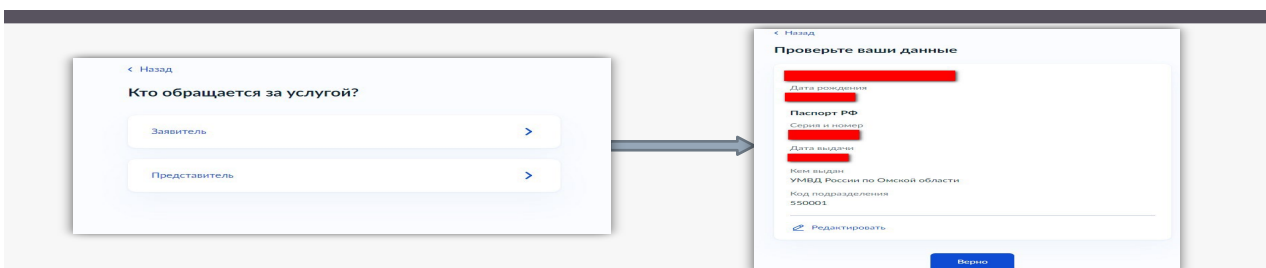 < Назад
Кто обращается за услугой?
Заявитель >
Представитель >
< Назад
Проверьте ваши данные
Дата рождения
Паспорт РФ
Серия и номер
Дата выдачи
Кем выдан
УМВД России по Омской области
Код подразделения
550001
Редактировать
Верно